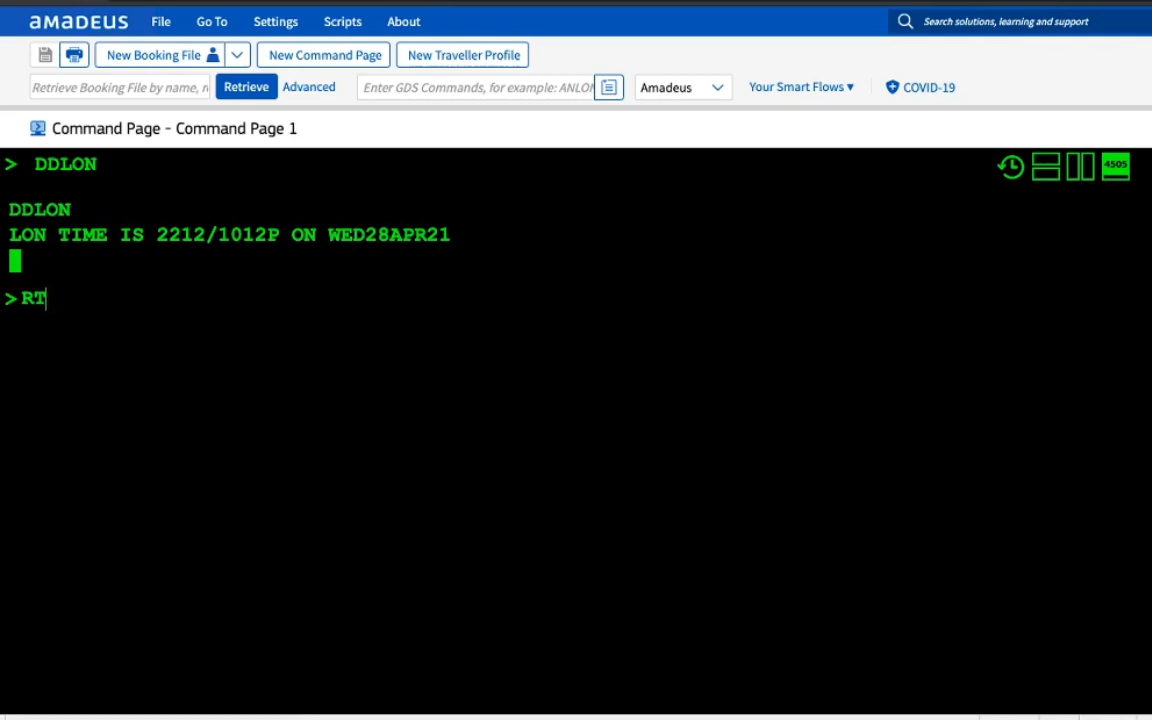 amadeus File Go To Settings Scripts About Search solutions, learning and support
New Booking File New Command Page New Traveller Profile
Retrieve Booking File by name, r Retrieve Advanced Enter GDS Commands, for example: ANLON Amadeus Your Smart Flows COVID-19
Command Page - Command Page 1
> DDLON 4505
DDLON
LON TIME IS 2212/1012P ON WED28APR21
>RT